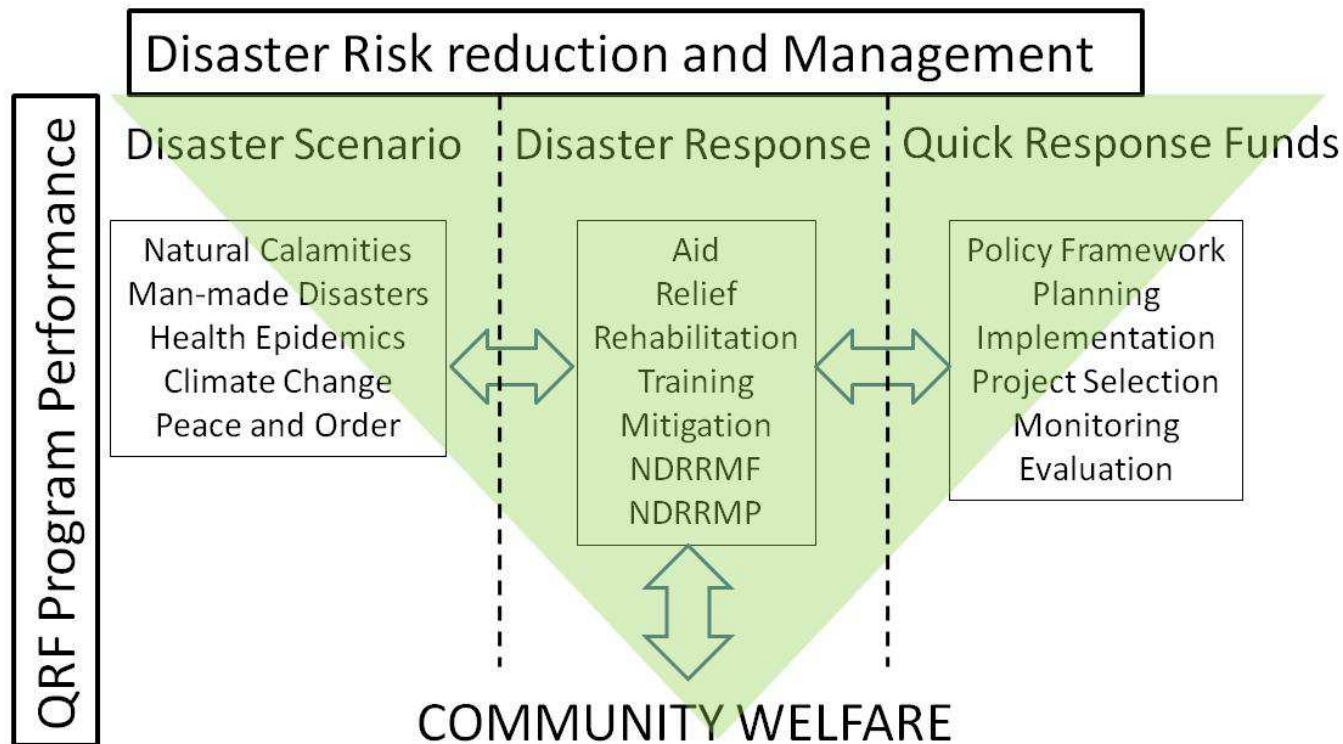 Disaster Risk reduction and Management
QRF Program Performance
Disaster Scenario
Disaster Response
Quick Response Funds
Natural Calamities
Man-made Disasters
Health Epidemics
Climate Change
Peace and Order
Aid
Relief
Rehabilitation
Training
Mitigation
NDRRMF
NDRRMP
Policy Framework
Planning
Implementation
Project Selection
Monitoring
Evaluation
COMMUNITY WELFARE